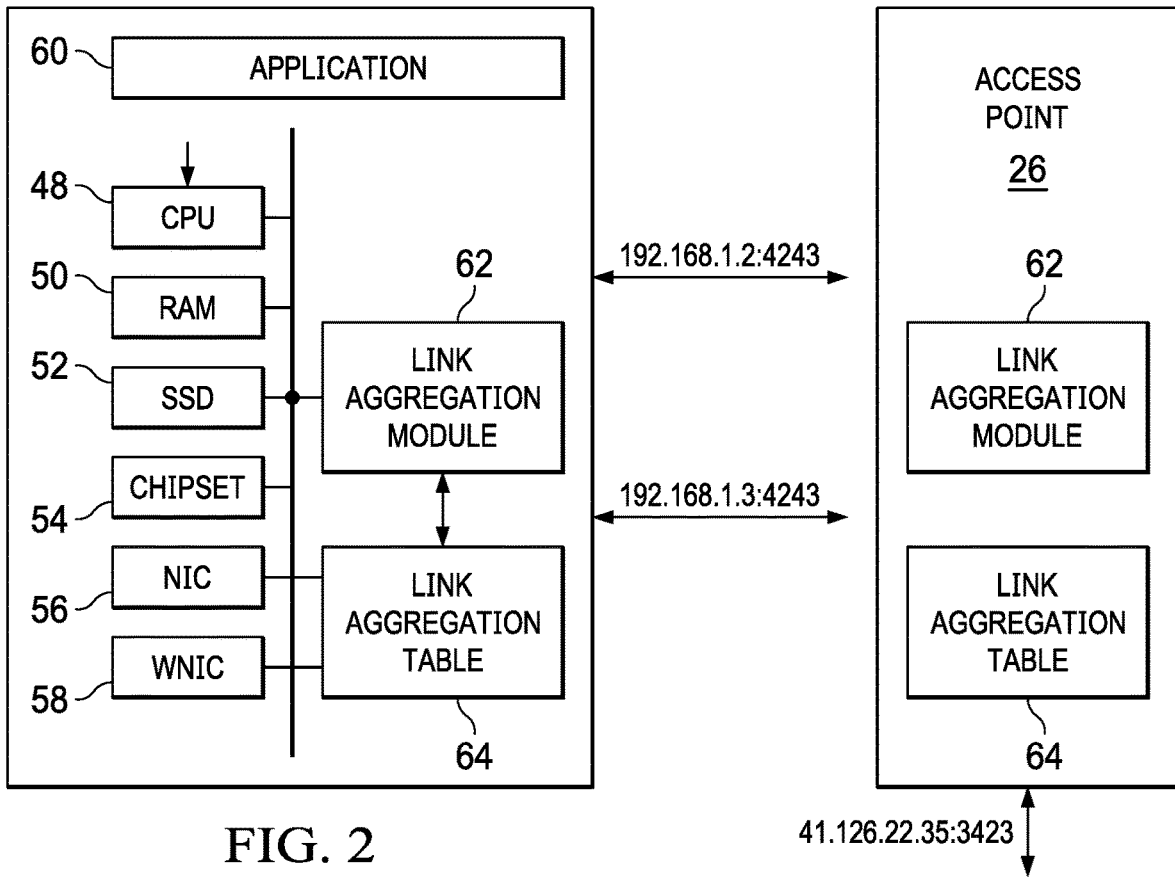 60
APPLICATION
ACCESS
POINT
26
48
CPU
50
RAM
52
SSD
54
CHIPSET
56
NIC
58
WNIC
62
LINK
AGGREGATION
MODULE
LINK
AGGREGATION
TABLE
64
192.168.1.2:4243
192.168.1.3:4243
62
LINK
AGGREGATION
MODULE
LINK
AGGREGATION
TABLE
64
41.126.22.35:3423
FIG. 2